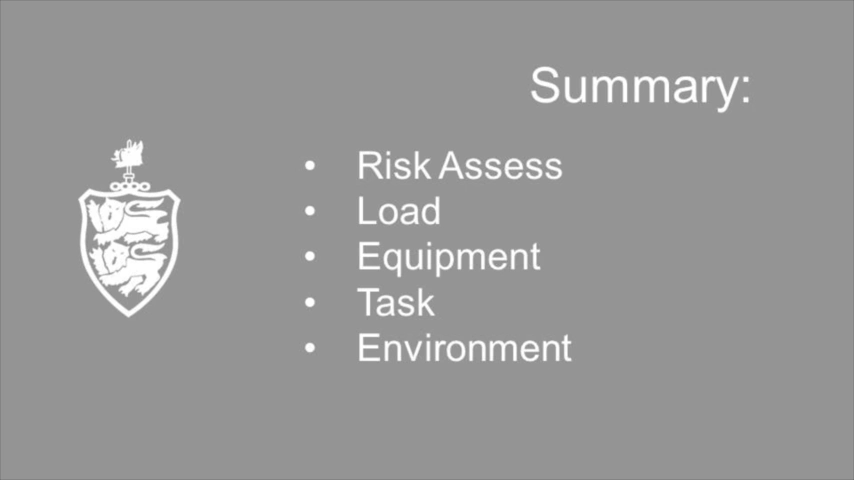 Summary:
• Risk Assess
• Load
• Equipment
• Task
• Environment